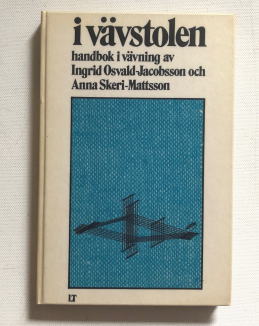 i vävstolen
handbok i vävning av
Ingrid Osvald-Jacobsson och
Anna Skeri-Mattsson
LT